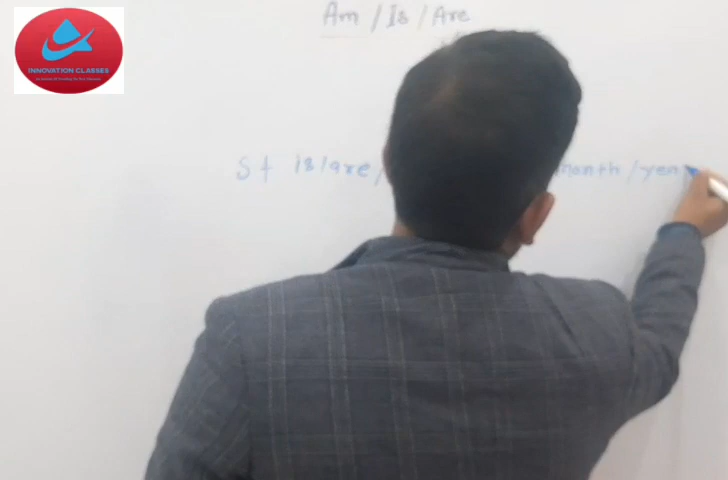 INNOVATION CLASSES
Am / Is / Are
S + is/are/ month / year